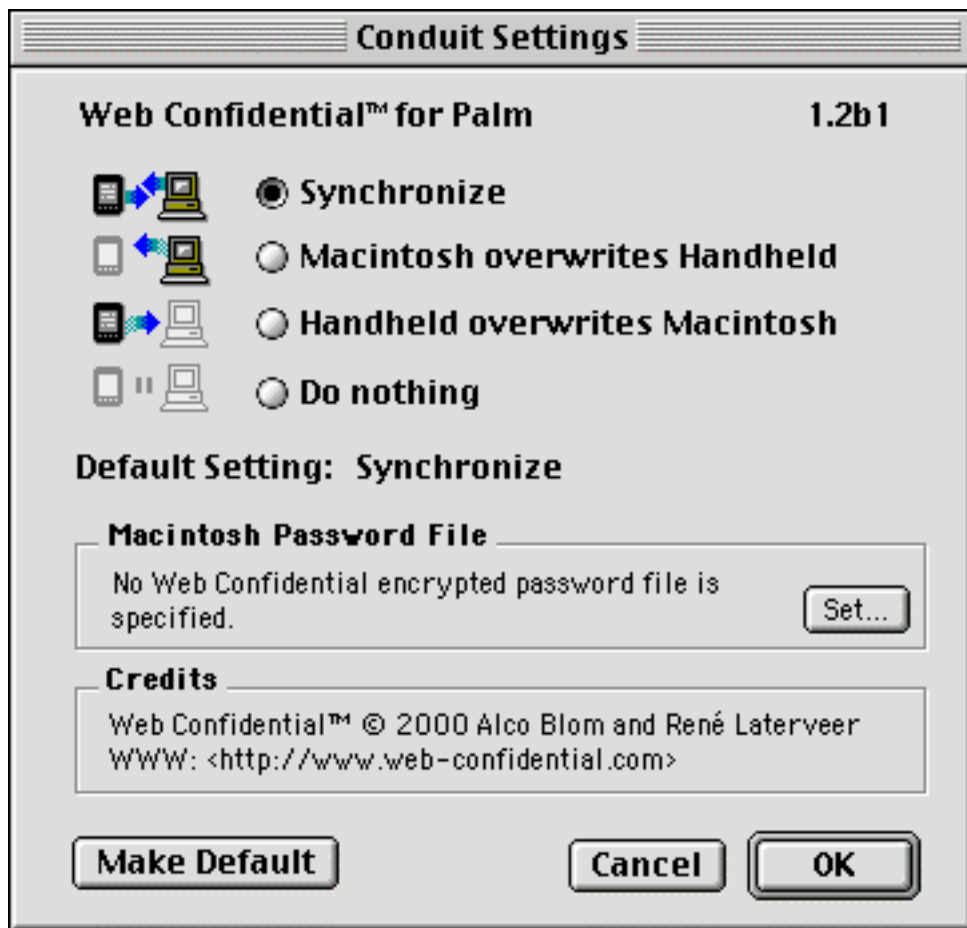 Conduit Settings
Web Confidential™ for Palm 1.2b1
Synchronize
Macintosh overwrites Handheld
Handheld overwrites Macintosh
Do nothing
Default Setting: Synchronize
Macintosh Password File
No Web Confidential encrypted password file is
specified.
Set...
Credits
Web Confidential™ © 2000 Alco Blom and René Laterveer
WWW: <http://www.web-confidential.com>
Make Default Cancel OK